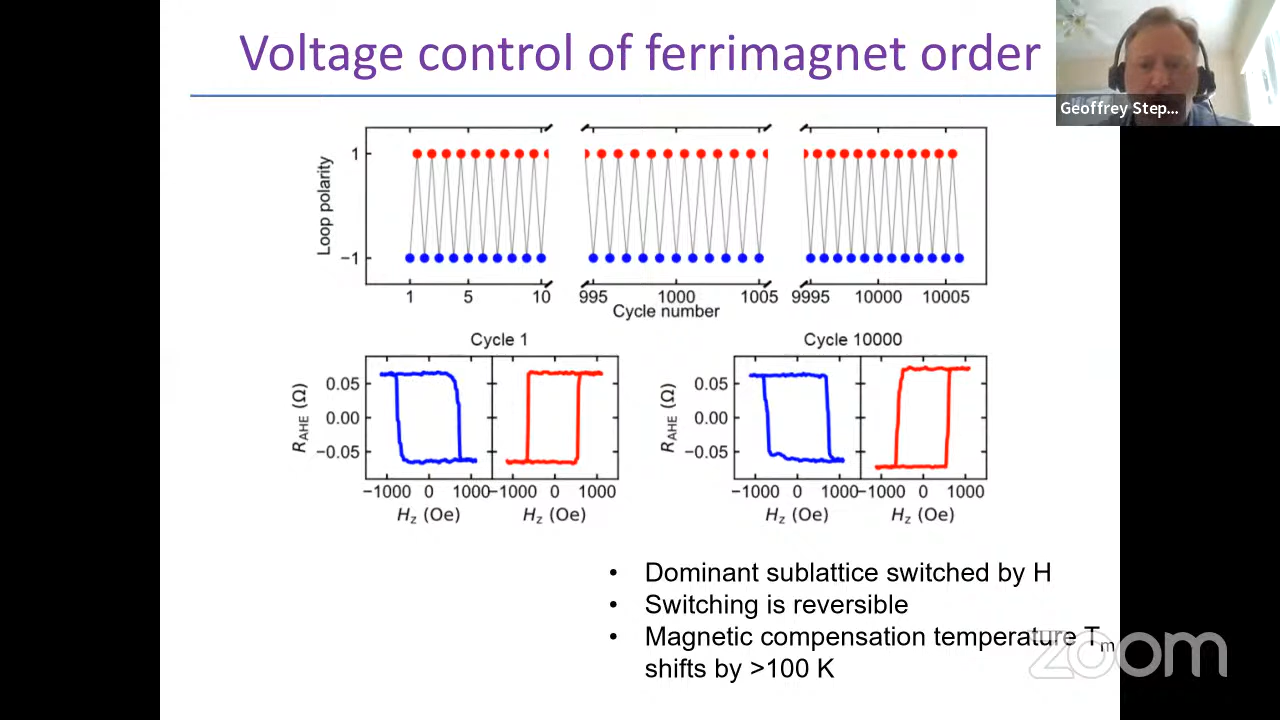 Voltage control of ferrimagnet order
Geoffrey Step...
Loop polarity
1
−1
1 5 10 995 1000 1005 9995 10000 10005
Cycle number
Cycle 1
Cycle 10000
R_AHE (Ω)
0.05
0.00
−0.05
−1000 0 1000 −1000 0 1000
H_z (Oe) H_z (Oe)
R_AHE (Ω)
0.05
0.00
−0.05
−1000 0 1000 −1000 0 1000
H_z (Oe) H_z (Oe)
• Dominant sublattice switched by H
• Switching is reversible
• Magnetic compensation temperature T_m
shifts by >100 K
zoom